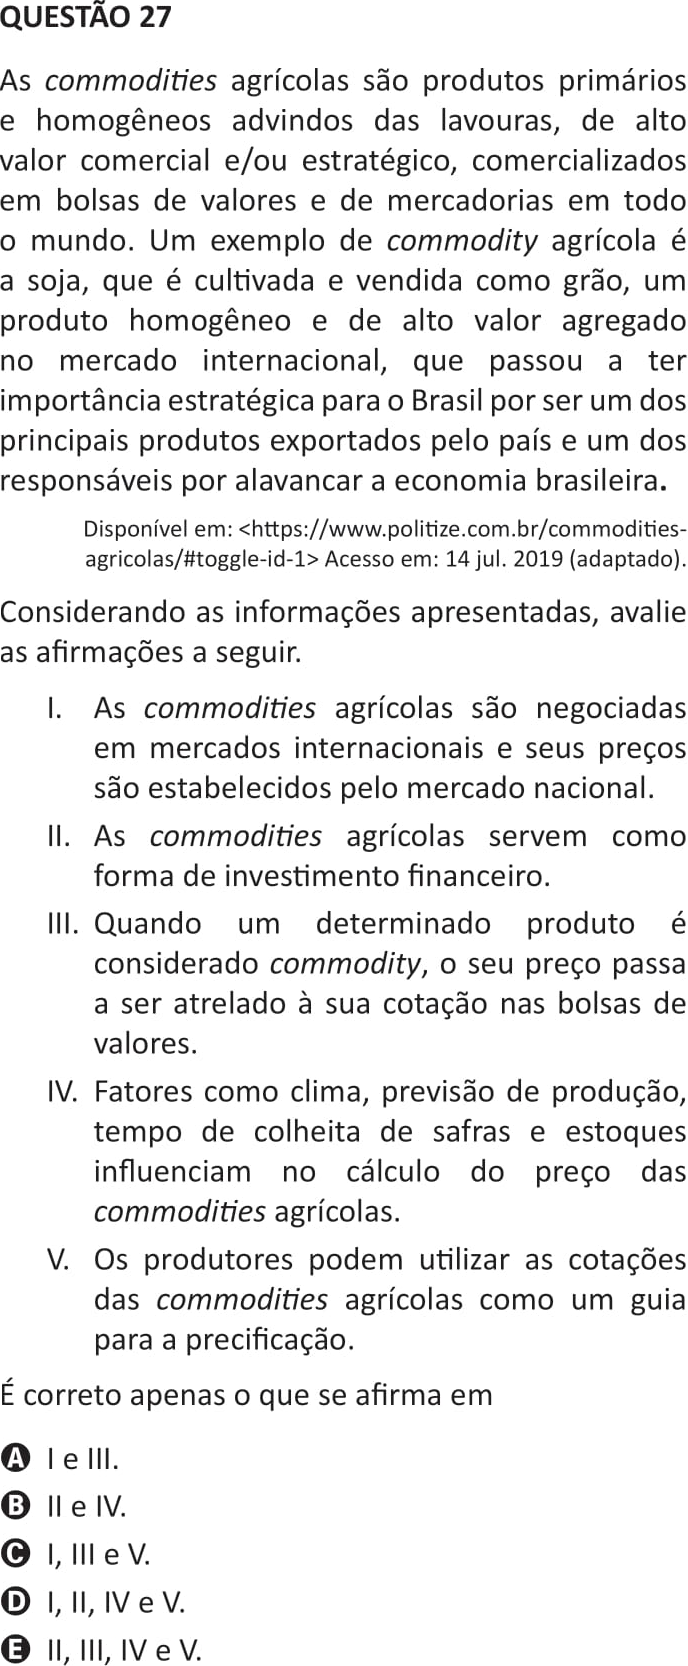 QUESTÃO 27
As commodities agrícolas são produtos primários
e homogêneos advindos das lavouras, de alto
valor comercial e/ou estratégico, comercializados
em bolsas de valores e de mercadorias em todo
o mundo. Um exemplo de commodity agrícola é
a soja, que é cultivada e vendida como grão, um
produto homogêneo e de alto valor agregado
no mercado internacional, que passou a ter
importância estratégica para o Brasil por ser um dos
principais produtos exportados pelo país e um dos
responsáveis por alavancar a economia brasileira.
Disponível em: <https://www.politize.com.br/commodities-
agricolas/#toggle-id-1> Acesso em: 14 jul. 2019 (adaptado).
Considerando as informações apresentadas, avalie
as afirmações a seguir.
I. As commodities agrícolas são negociadas
em mercados internacionais e seus preços
são estabelecidos pelo mercado nacional.
II. As commodities agrícolas servem como
forma de investimento financeiro.
III. Quando um determinado produto é
considerado commodity, o seu preço passa
a ser atrelado à sua cotação nas bolsas de
valores.
IV. Fatores como clima, previsão de produção,
tempo de colheita de safras e estoques
influenciam no cálculo do preço das
commodities agrícolas.
V. Os produtores podem utilizar as cotações
das commodities agrícolas como um guia
para a precificação.
É correto apenas o que se afirma em
A I e III.
B II e IV.
C I, III e V.
D I, II, IV e V.
E II, III, IV e V.